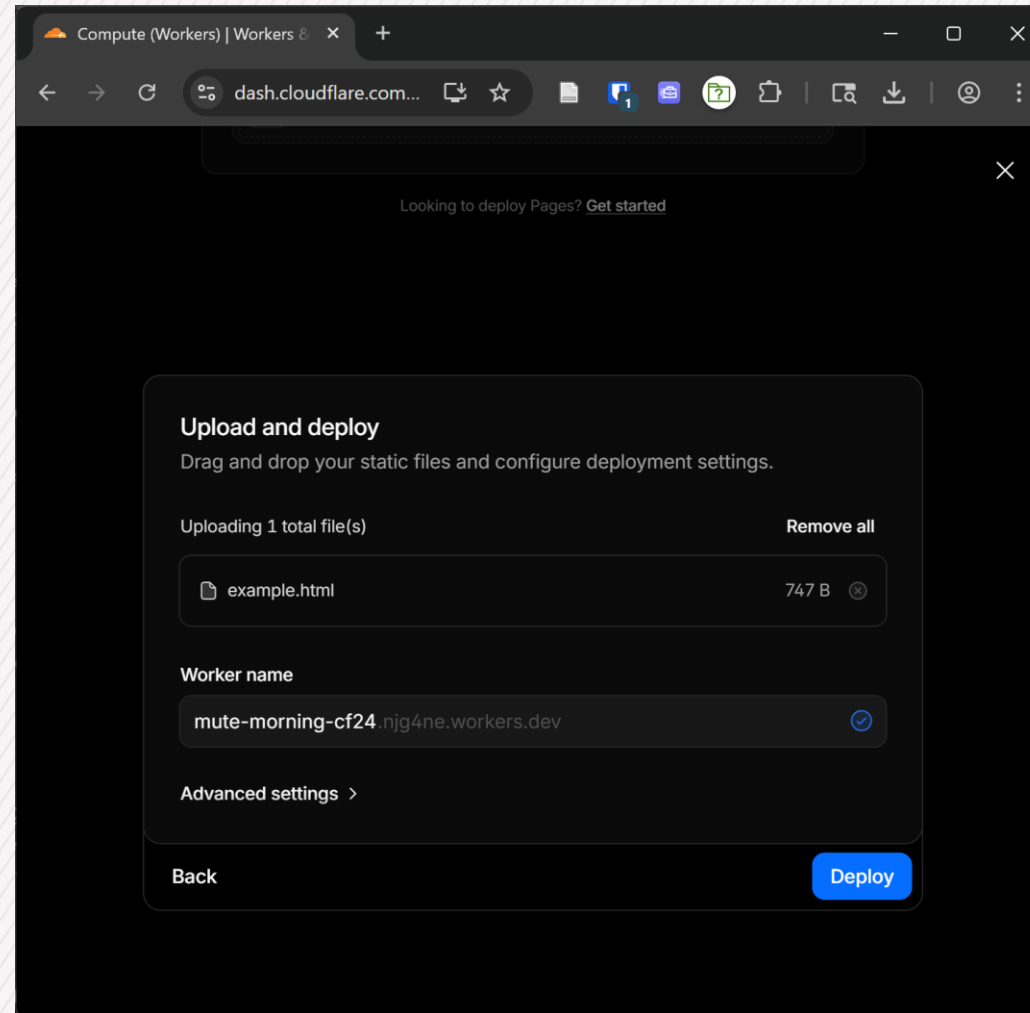 Compute (Workers) | Workers &
dash.cloudflare.com...
1
Looking to deploy Pages? Get started
Upload and deploy
Drag and drop your static files and configure deployment settings.
Uploading 1 total file(s) Remove all
example.html 747 B
Worker name
mute-morning-cf24.njg4ne.workers.dev
Advanced settings >
Back Deploy